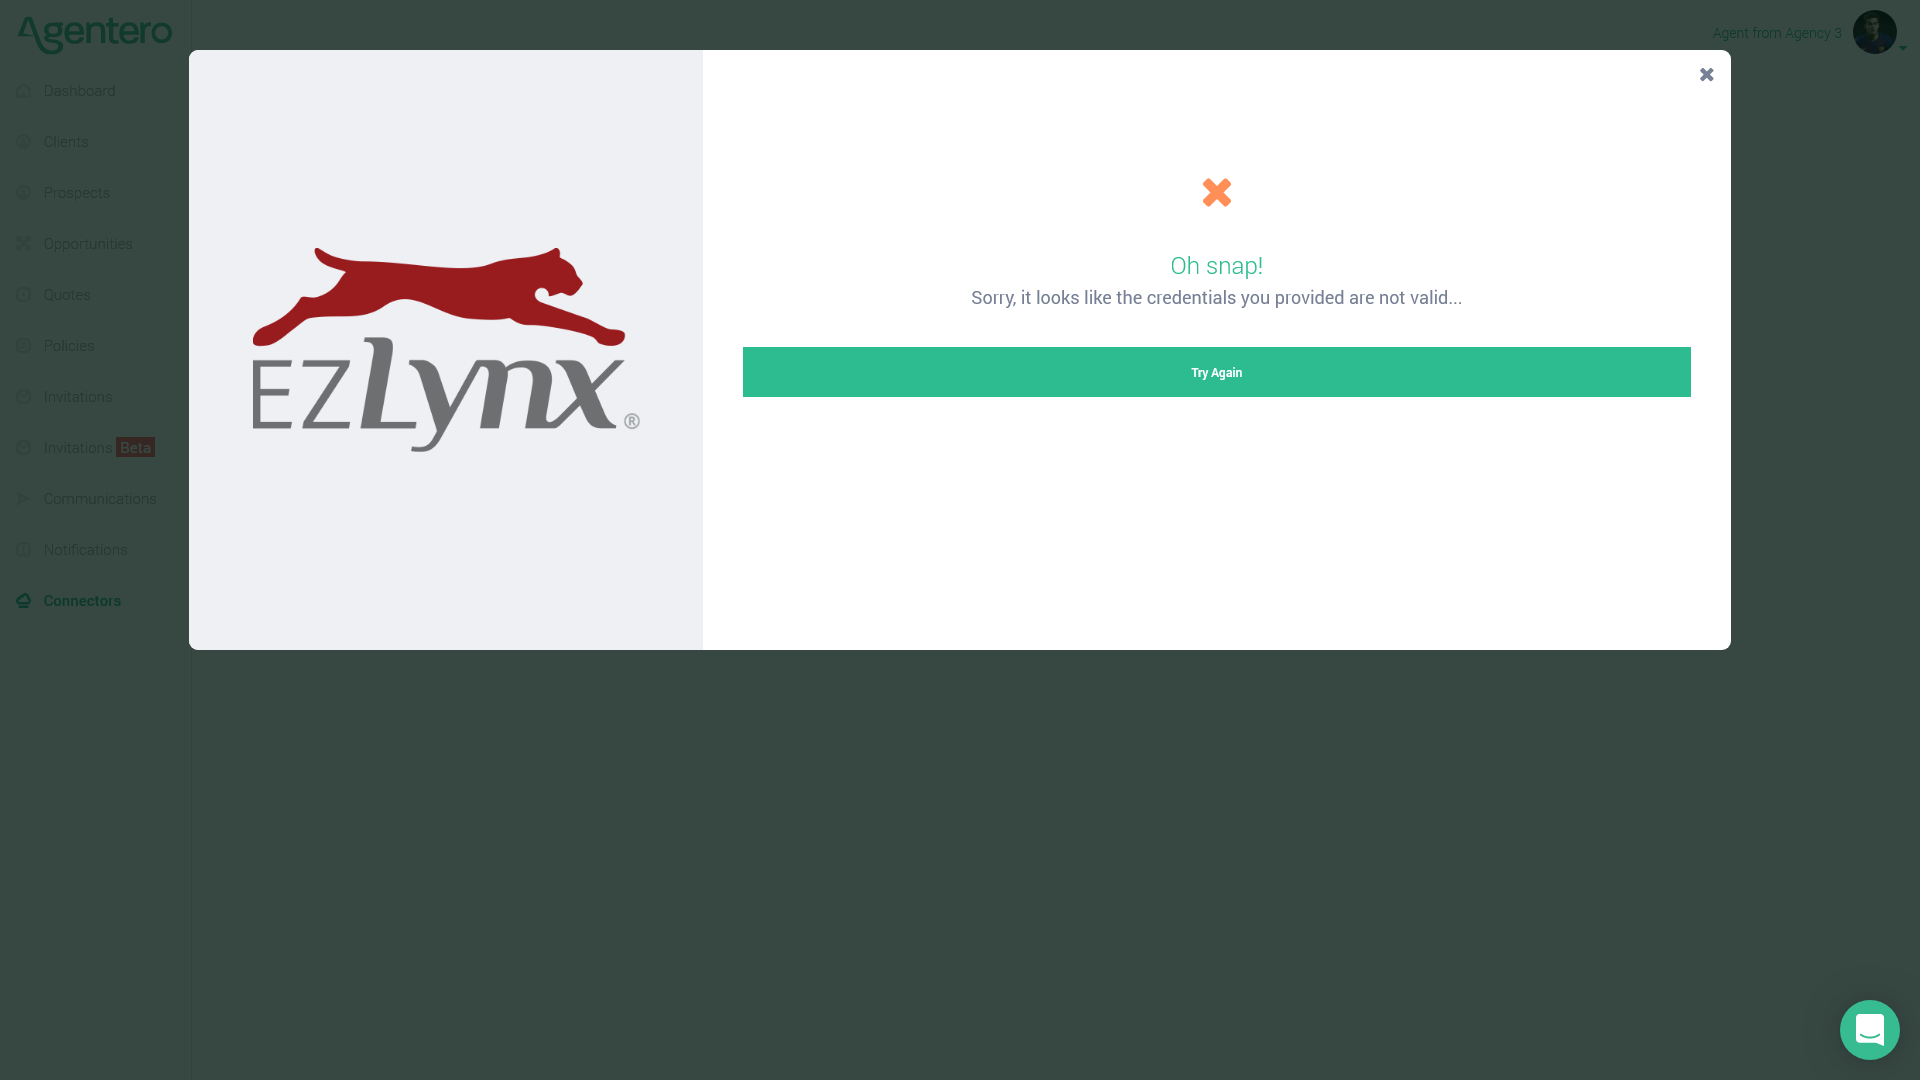 Agentero
Agent from Agency 3
Dashboard
Clients
Prospects
Opportunities
Quotes
Policies
Invitations
Invitations Beta
Communications
Notifications
Connectors
EZLynx®
Oh snap!
Sorry, it looks like the credentials you provided are not valid...
Try Again